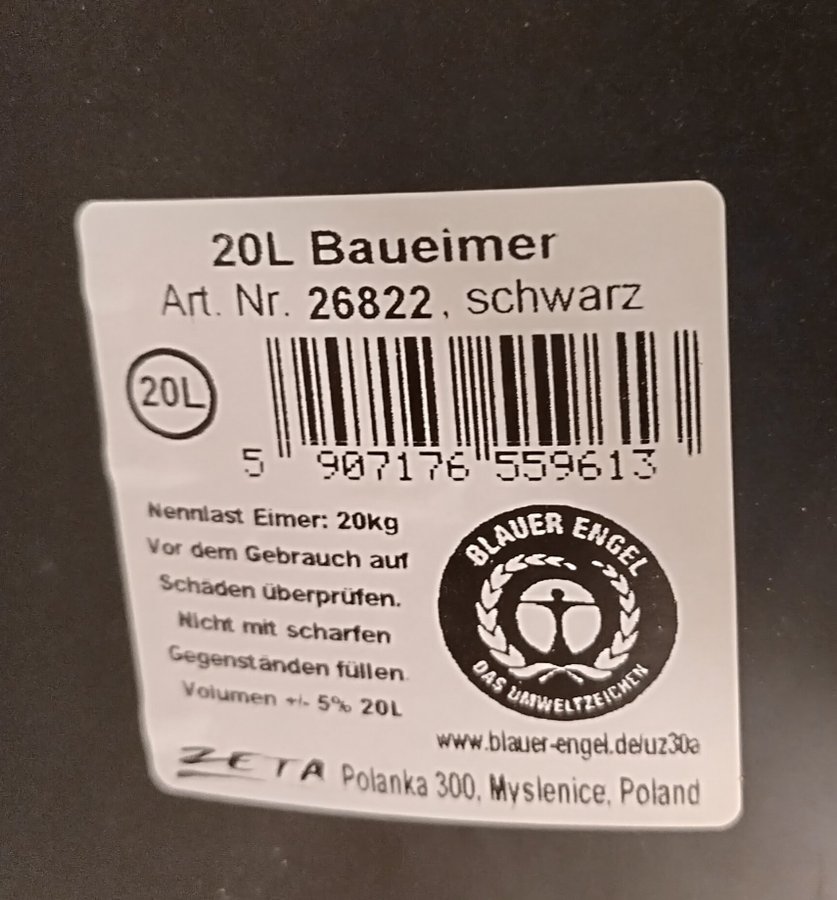 20L Baueimer
Art. Nr. 26822, schwarz
20L
5 907176 559613
Nennlast Eimer: 20kg
Vor dem Gebrauch auf
Schäden überprüfen.
Nicht mit scharfen
Gegenständen füllen
Volumen +/- 5% 20L
BLAUER ENGEL
DAS UMWELTZEICHEN
www.blauer-engel.de/uz30a
ZETA Polanka 300, Myslenice, Poland